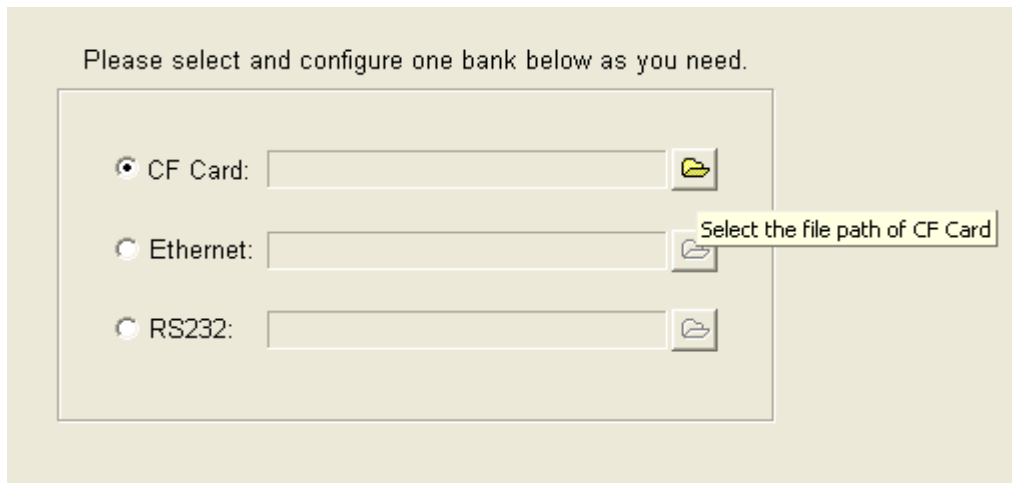 Please select and configure one bank below as you need.
CF Card:
Select the file path of CF Card
Ethernet:
RS232: